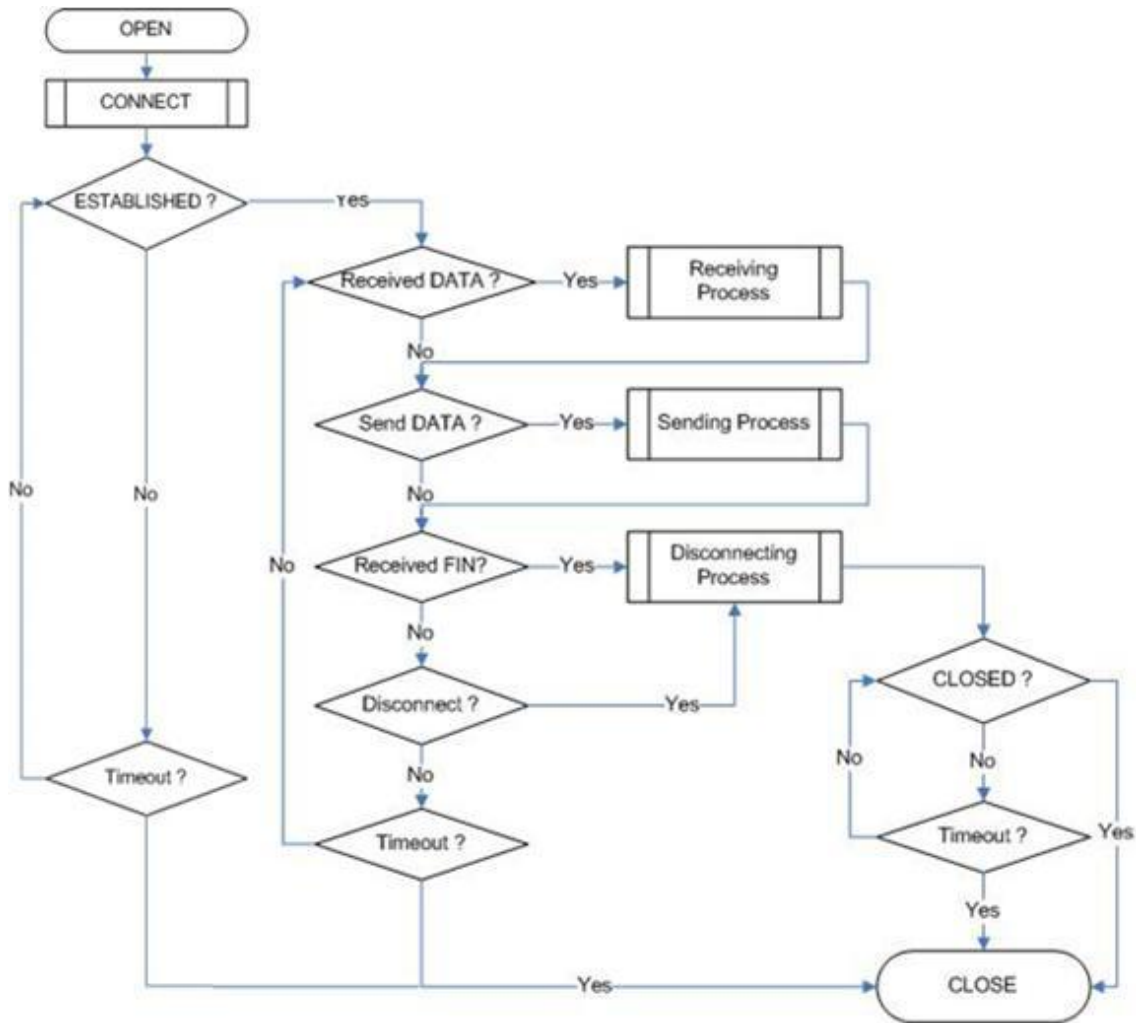 OPEN
CONNECT
ESTABLISHED ?
Yes
Received DATA ?
Yes
Receiving
Process
No
Send DATA ?
Yes
Sending Process
No
No
No
Received FIN?
Yes
Disconnecting
Process
No
No
Disconnect ?
Yes
CLOSED ?
Timeout ?
No
No
No
Timeout ?
Timeout ?
Yes
Yes
Yes
CLOSE